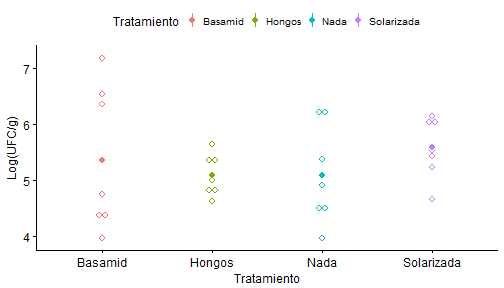 Tratamiento Basamid Hongos Nada Solarizada
Log(UFC/g)
7
6
5
4
Basamid Hongos Nada Solarizada
Tratamiento